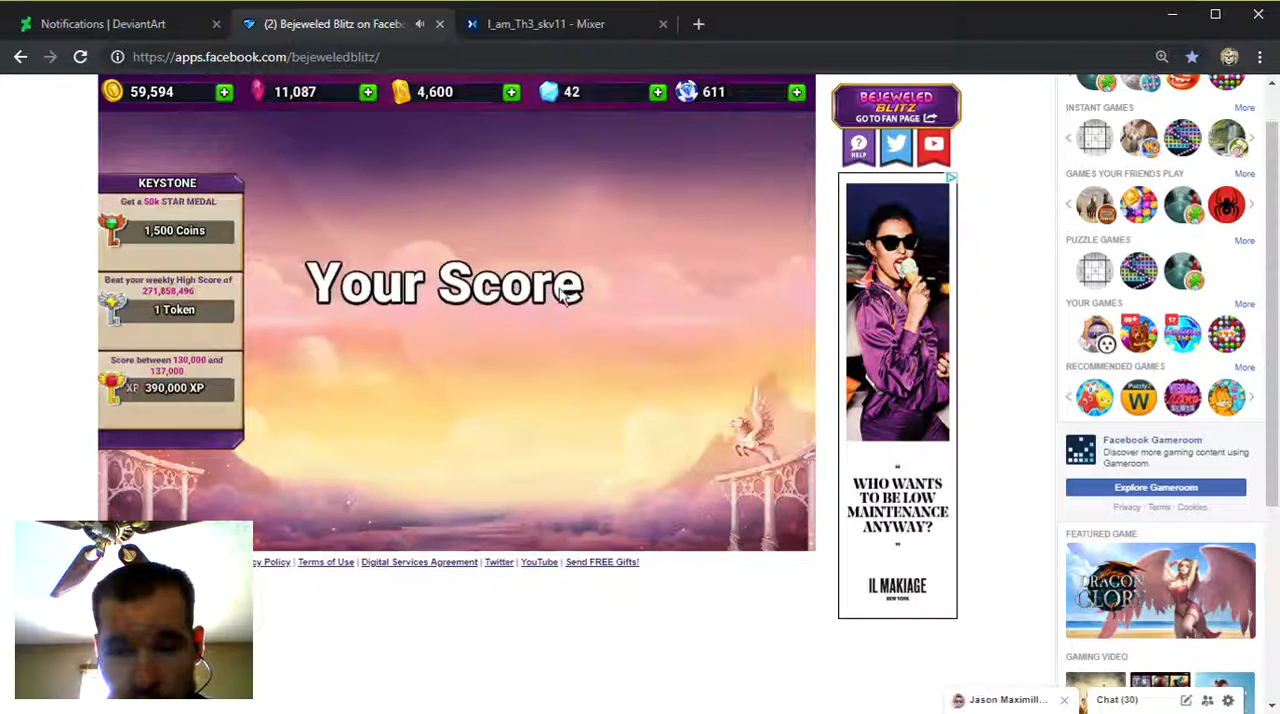 Notifications | DeviantArt
(2) Bejeweled Blitz on Facebo
I_am_Th3_skv11 - Mixer
https://apps.facebook.com/bejeweledblitz/
59,594
11,087
4,600
42
611
KEYSTONE
Get a 50k STAR MEDAL
1,500 Coins
Beat your weekly High Score of
271,858,496
1 Token
Score between 130,000 and
137,000
XP 390,000 XP
Your Score
BEJEWELED
BLITZ
GO TO FAN PAGE
HELP
“
WHO WANTS
TO BE LOW
MAINTENANCE
ANYWAY?
”
IL MAKIAGE
NEW YORK
cy Policy
Terms of Use
Digital Services Agreement
Twitter
YouTube
Send FREE Gifts!
INSTANT GAMES
More
GAMES YOUR FRIENDS PLAY
More
PUZZLE GAMES
More
YOUR GAMES
More
99+
17
RECOMMENDED GAMES
More
Facebook Gameroom
Discover more gaming content using
Gameroom.
Explore Gameroom
Privacy · Terms · Cookies
FEATURED GAME
DRAGON
GLORY
GAMING VIDEO
Jason Maximill...
Chat (30)